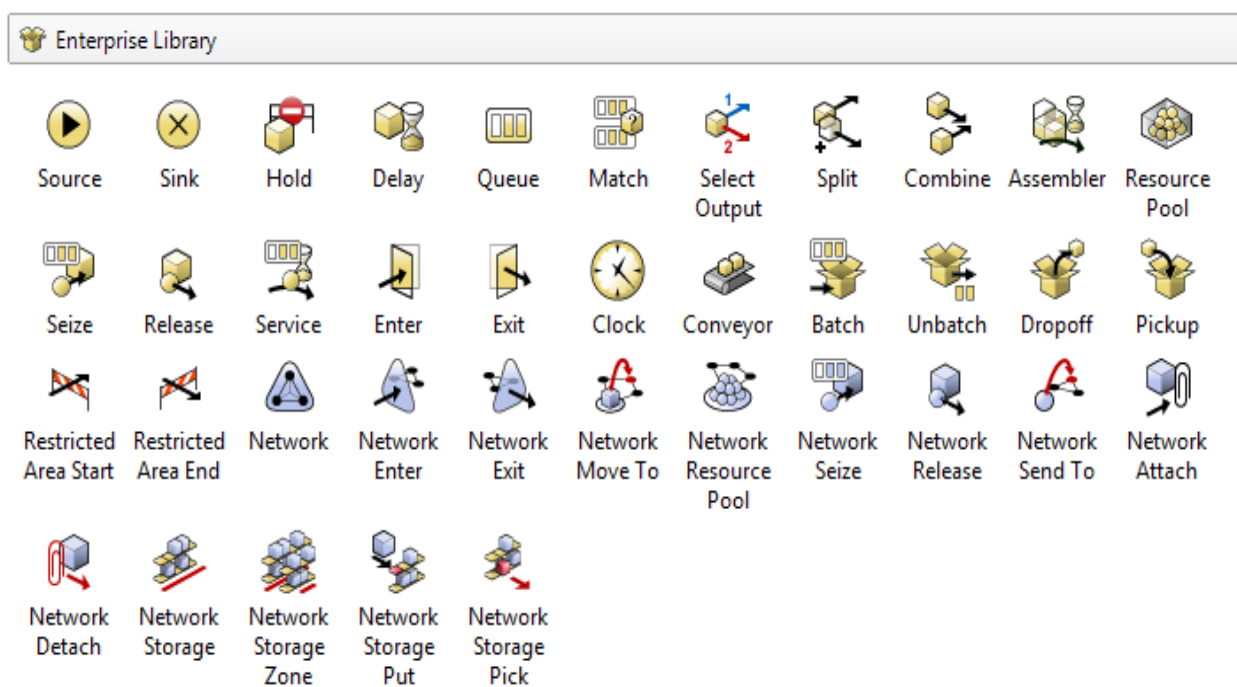 Enterprise Library
1
2
?
Source Sink Hold Delay Queue Match Select Output Split Combine Assembler Resource Pool
+
Seize Release Service Enter Exit Clock Conveyor Batch Unbatch Dropoff Pickup
Restricted Area Start Restricted Area End Network Network Enter Network Exit Network Move To Network Resource Pool Network Seize Network Release Network Send To Network Attach
Network Detach Network Storage Network Storage Zone Network Storage Put Network Storage Pick